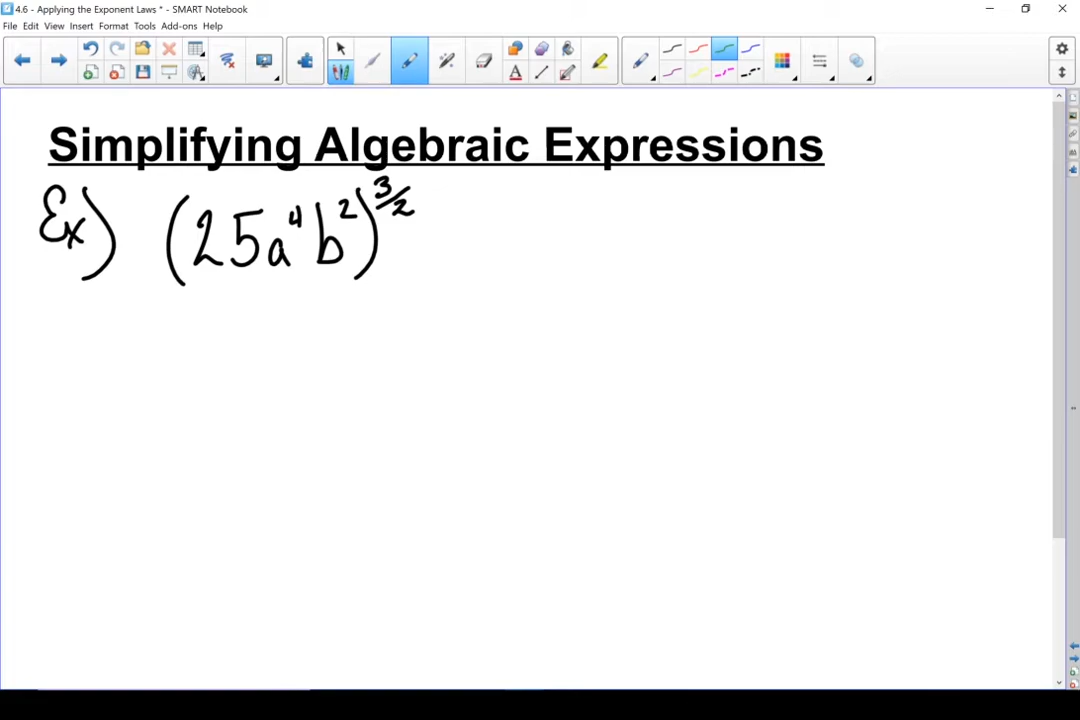 4.6 - Applying the Exponent Laws * - SMART Notebook
File Edit View Insert Format Tools Add-ons Help
Simplifying Algebraic Expressions
Ex) (25a⁴b²)^3/2